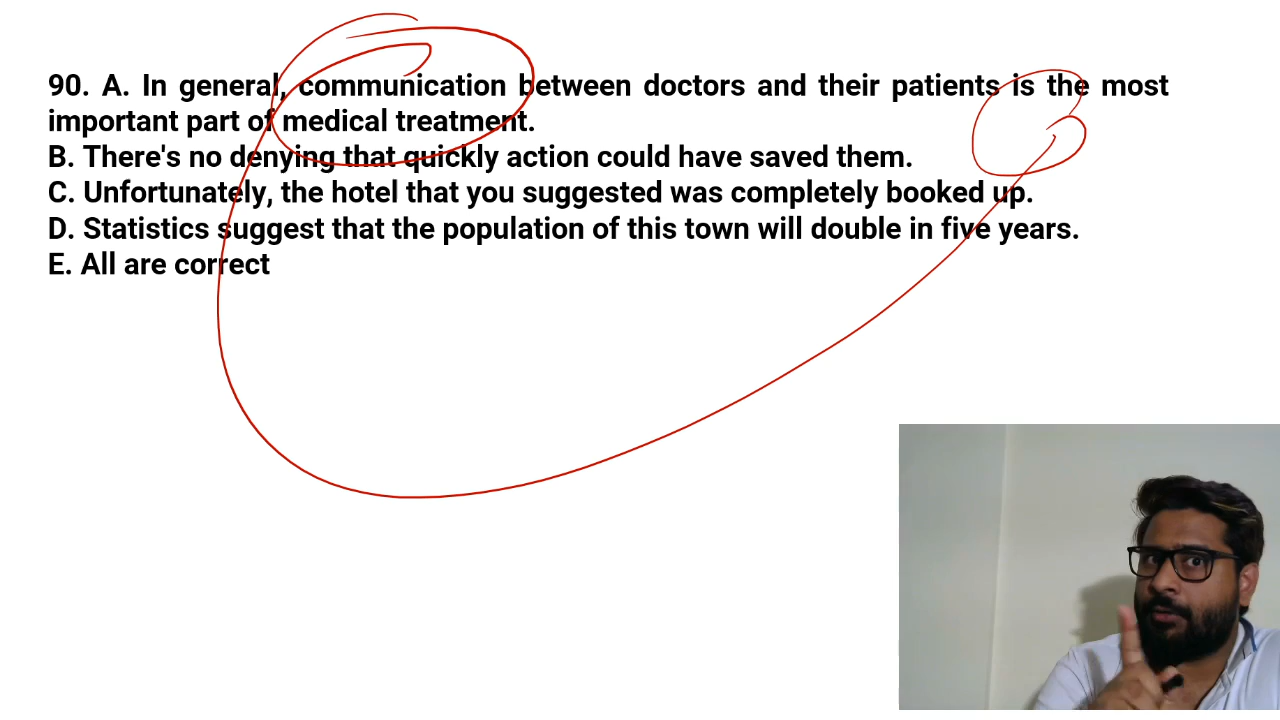 90. A. In general, communication between doctors and their patients is the most
important part of medical treatment.
B. There's no denying that quickly action could have saved them.
C. Unfortunately, the hotel that you suggested was completely booked up.
D. Statistics suggest that the population of this town will double in five years.
E. All are correct